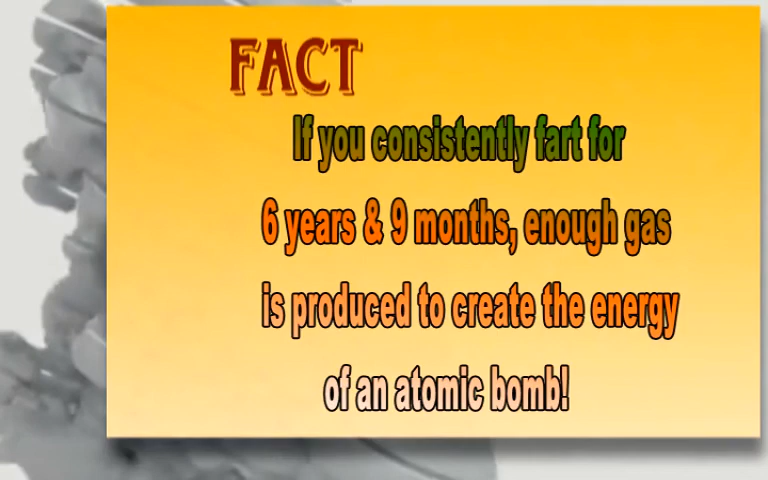 FACT
If you consistently fart for
6 years & 9 months, enough gas
is produced to create the energy
of an atomic bomb!